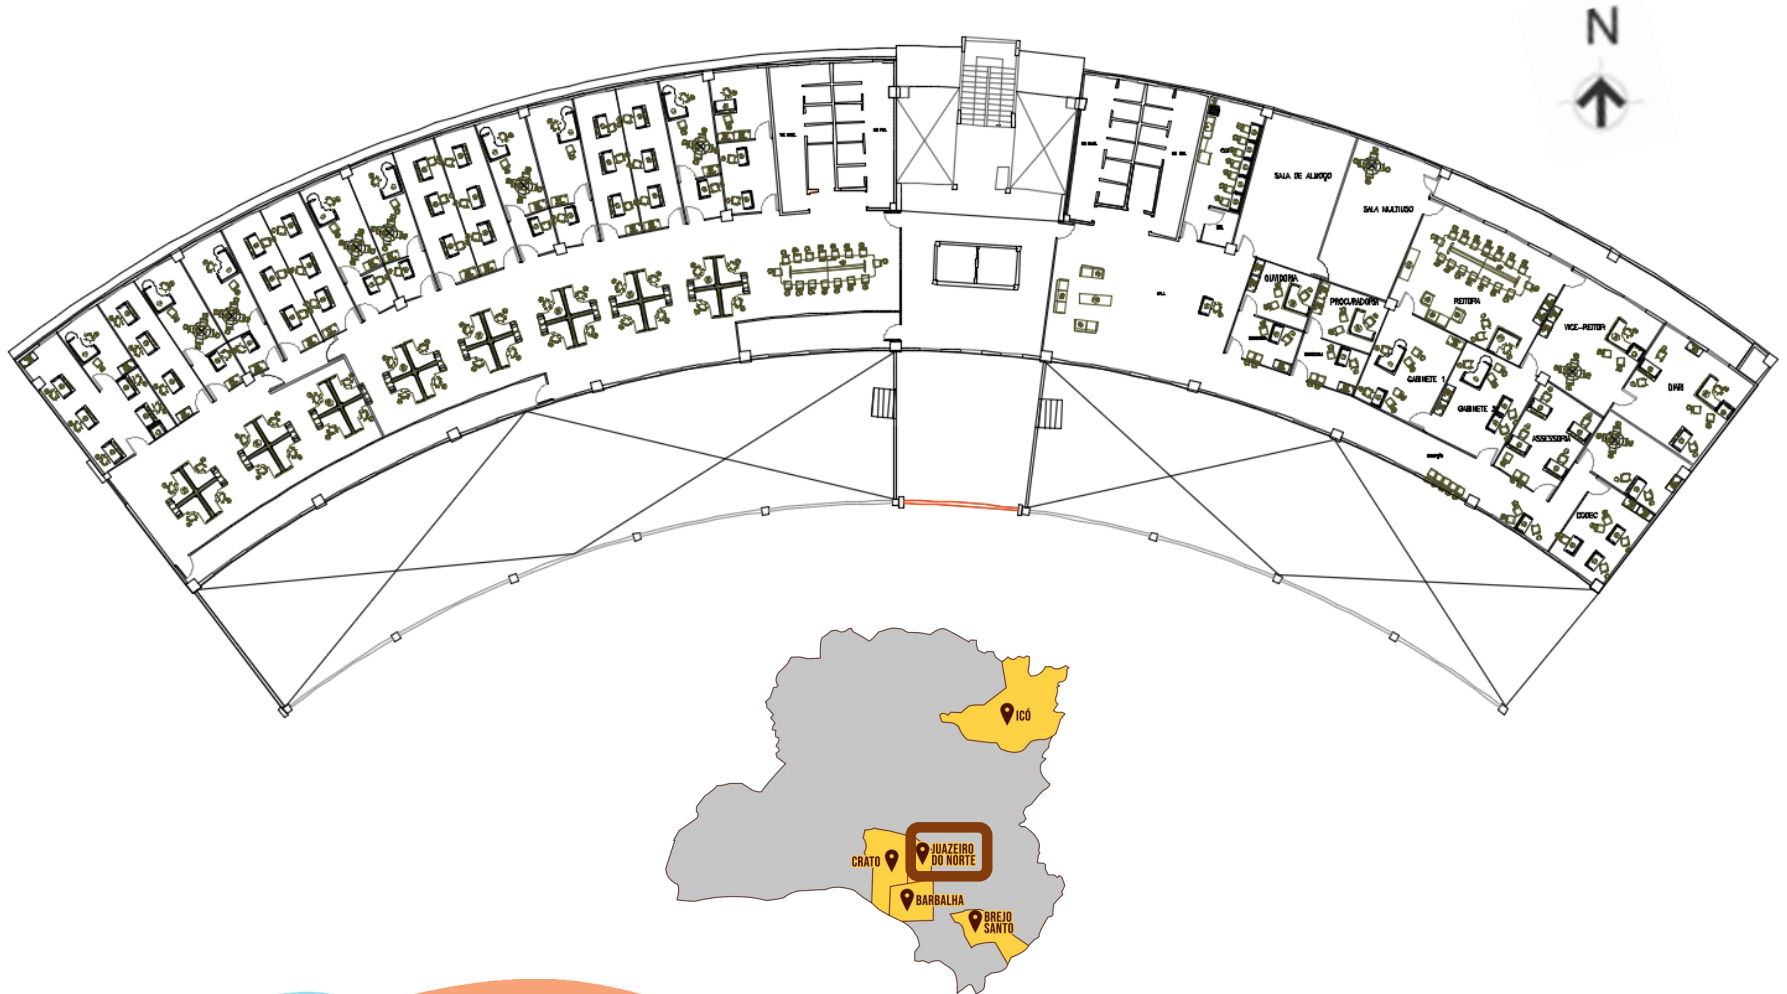 N
SALA DE ALMOÇO
SALA MULTIUSO
OUVIDORIA
PROCURADORIA
REITORIA
VICE-REITOR
GABINETE 1
GABINETE 2
DIARI
ASSESSORIA
CODEC
ICÓ
CRATO
JUAZEIRO
DO NORTE
BARBALHA
BREJO
SANTO